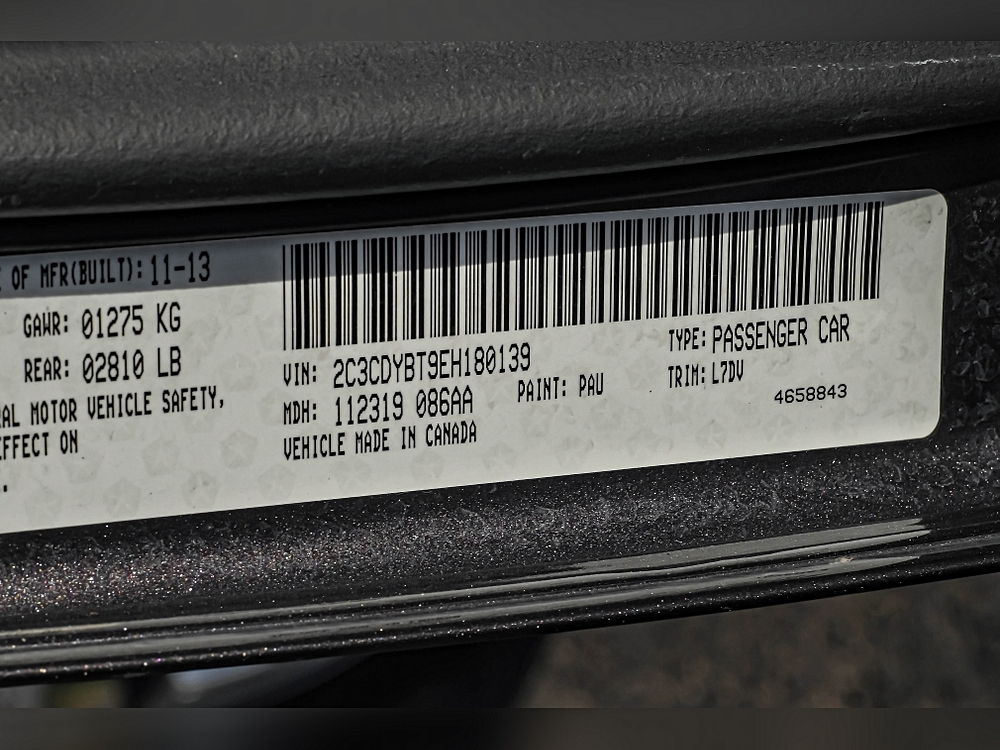 E OF MFR(BUILT): 11-13
GAWR: 01275 KG
REAR: 02810 LB
RAL MOTOR VEHICLE SAFETY,
EFFECT ON
VIN: 2C3CDYBT9EH180139
TYPE: PASSENGER CAR
MDH: 112319 086AA
PAINT: PAU
TRIM: L7DV
4658843
VEHICLE MADE IN CANADA